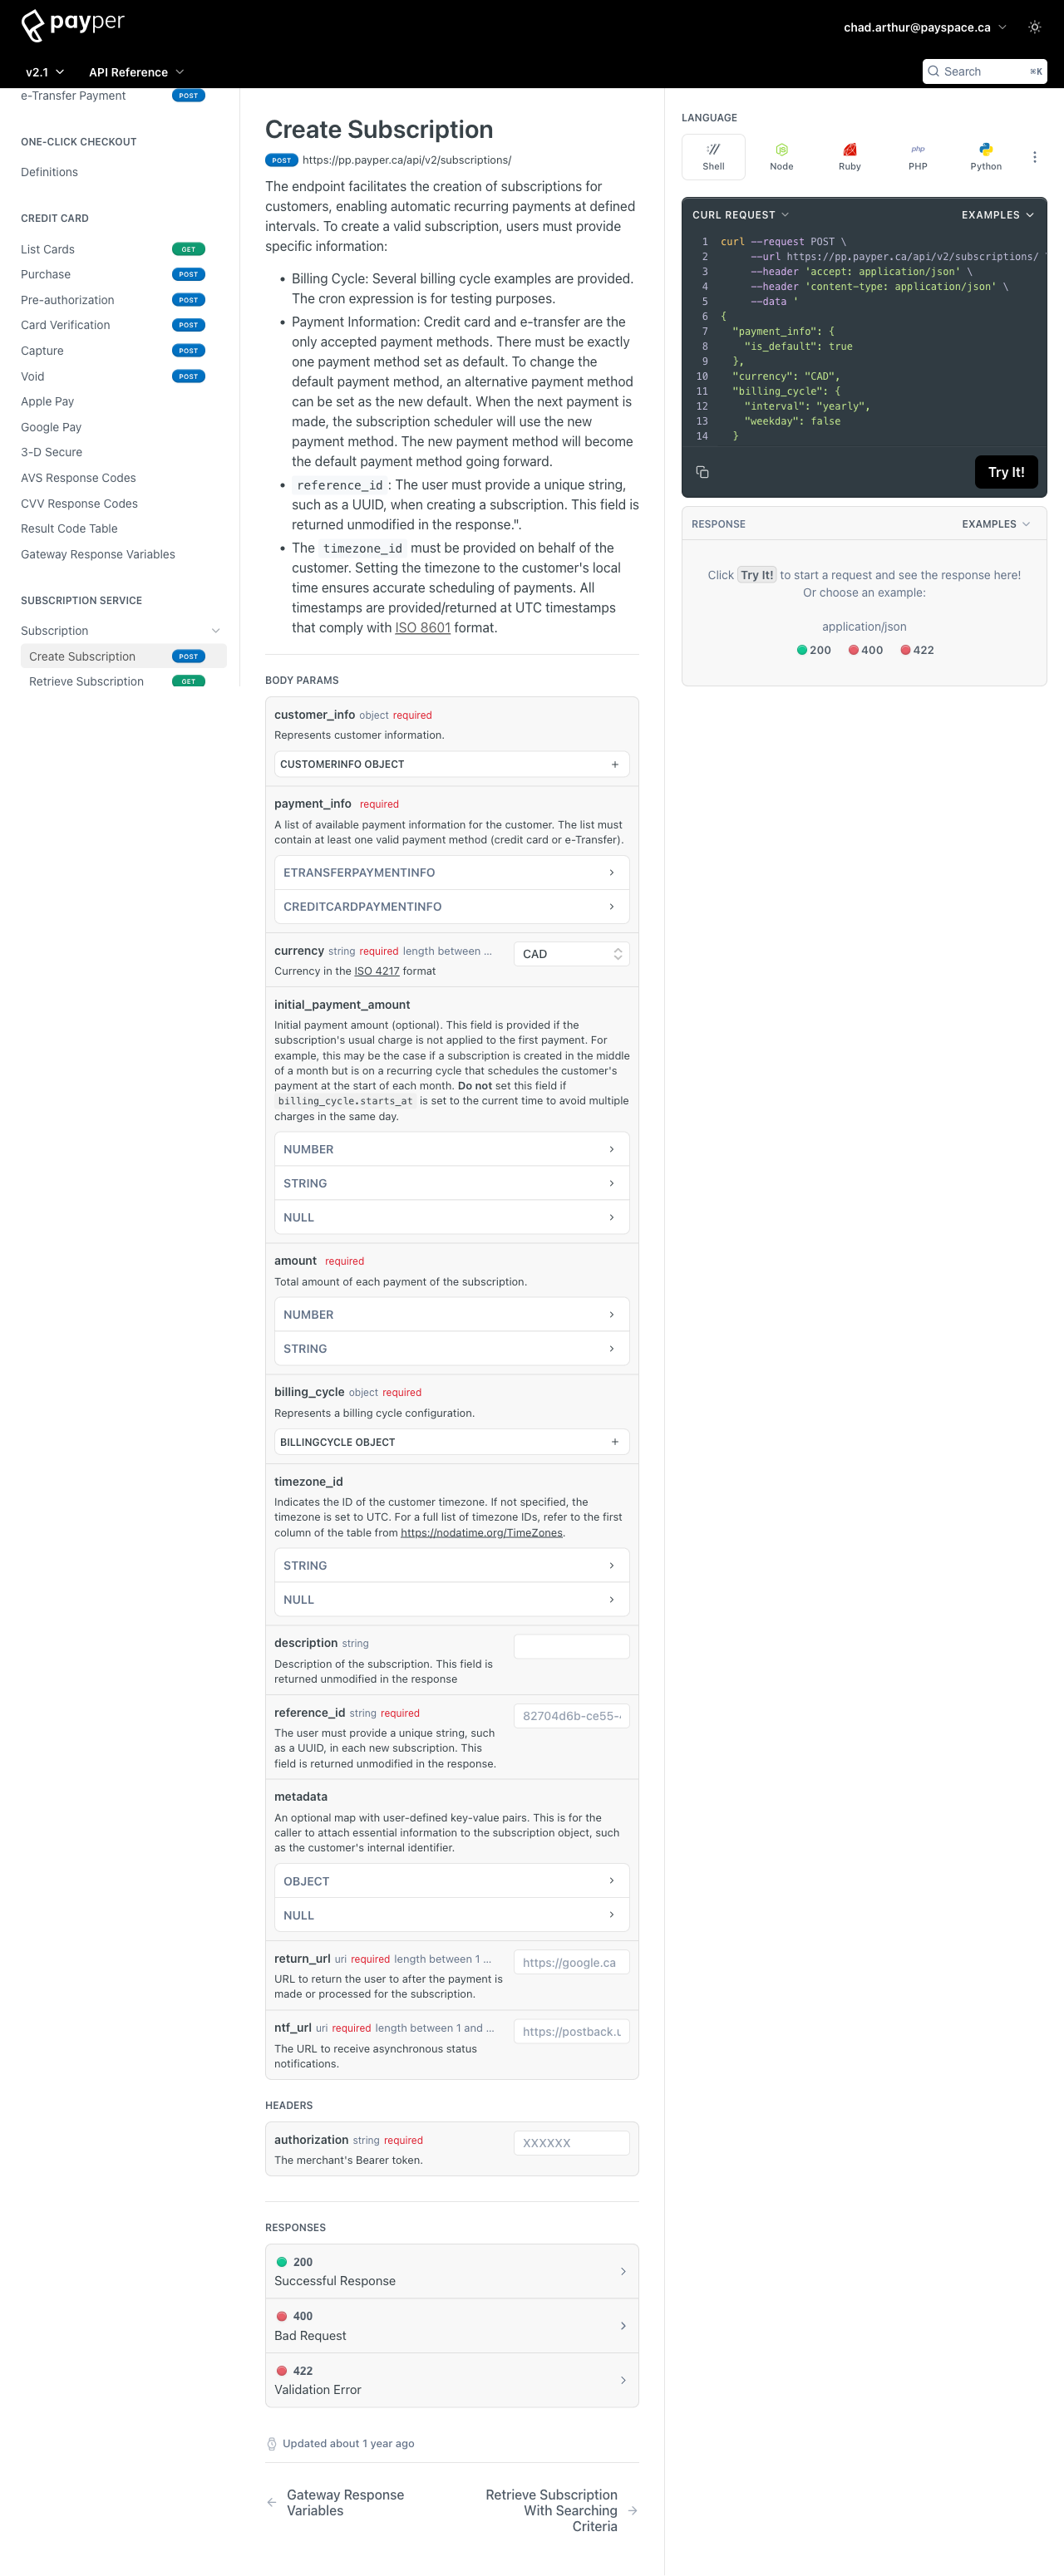 payper
chad.arthur@payspace.ca
v2.1
API Reference
Search
⌘K
e-Transfer Payment
POST
ONE-CLICK CHECKOUT
Definitions
CREDIT CARD
List Cards
GET
Purchase
POST
Pre-authorization
POST
Card Verification
POST
Capture
POST
Void
POST
Apple Pay
Google Pay
3-D Secure
AVS Response Codes
CVV Response Codes
Result Code Table
Gateway Response Variables
SUBSCRIPTION SERVICE
Subscription
Create Subscription
POST
Retrieve Subscription
GET
Create Subscription
POST https://pp.payper.ca/api/v2/subscriptions/
The endpoint facilitates the creation of subscriptions for
customers, enabling automatic recurring payments at defined
intervals. To create a valid subscription, users must provide
specific information:
• Billing Cycle: Several billing cycle examples are provided.
The cron expression is for testing purposes.
• Payment Information: Credit card and e-transfer are the
only accepted payment methods. There must be exactly
one payment method set as default. To change the
default payment method, an alternative payment method
can be set as the new default. When the next payment is
made, the subscription scheduler will use the new
payment method. The new payment method will become
the default payment method going forward.
• reference_id : The user must provide a unique string,
such as a UUID, when creating a subscription. This field is
returned unmodified in the response.".
• The timezone_id must be provided on behalf of the
customer. Setting the timezone to the customer's local
time ensures accurate scheduling of payments. All
timestamps are provided/returned at UTC timestamps
that comply with ISO 8601 format.
BODY PARAMS
customer_info object required
Represents customer information.
CUSTOMERINFO OBJECT +
payment_info required
A list of available payment information for the customer. The list must
contain at least one valid payment method (credit card or e-Transfer).
ETRANSFERPAYMENTINFO
CREDITCARDPAYMENTINFO
currency string required length between ...
CAD
Currency in the ISO 4217 format
initial_payment_amount
Initial payment amount (optional). This field is provided if the
subscription's usual charge is not applied to the first payment. For
example, this may be the case if a subscription is created in the middle
of a month but is on a recurring cycle that schedules the customer's
payment at the start of each month. Do not set this field if
billing_cycle.starts_at is set to the current time to avoid multiple
charges in the same day.
NUMBER
STRING
NULL
amount required
Total amount of each payment of the subscription.
NUMBER
STRING
billing_cycle object required
Represents a billing cycle configuration.
BILLINGCYCLE OBJECT +
timezone_id
Indicates the ID of the customer timezone. If not specified, the
timezone is set to UTC. For a full list of timezone IDs, refer to the first
column of the table from https://nodatime.org/TimeZones.
STRING
NULL
description string
Description of the subscription. This field is
returned unmodified in the response
reference_id string required
82704d6b-ce55-
The user must provide a unique string, such
as a UUID, in each new subscription. This
field is returned unmodified in the response.
metadata
An optional map with user-defined key-value pairs. This is for the
caller to attach essential information to the subscription object, such
as the customer's internal identifier.
OBJECT
NULL
return_url uri required length between 1 ...
https://google.ca
URL to return the user to after the payment is
made or processed for the subscription.
ntf_url uri required length between 1 and ...
https://postback.u
The URL to receive asynchronous status
notifications.
HEADERS
authorization string required
XXXXXX
The merchant's Bearer token.
RESPONSES
200
Successful Response
400
Bad Request
422
Validation Error
Updated about 1 year ago
Gateway Response
Variables
Retrieve Subscription
With Searching
Criteria
LANGUAGE
Shell
Node
php
Ruby
PHP
Python
CURL REQUEST
EXAMPLES
1 curl --request POST \
2 --url https://pp.payper.ca/api/v2/subscriptions/
3 --header 'accept: application/json' \
4 --header 'content-type: application/json' \
5 --data '
6 {
7 "payment_info": {
8 "is_default": true
9 },
10 "currency": "CAD",
11 "billing_cycle": {
12 "interval": "yearly",
13 "weekday": false
14 }
Try It!
RESPONSE
EXAMPLES
Click Try It! to start a request and see the response here!
Or choose an example:
application/json
200 400 422